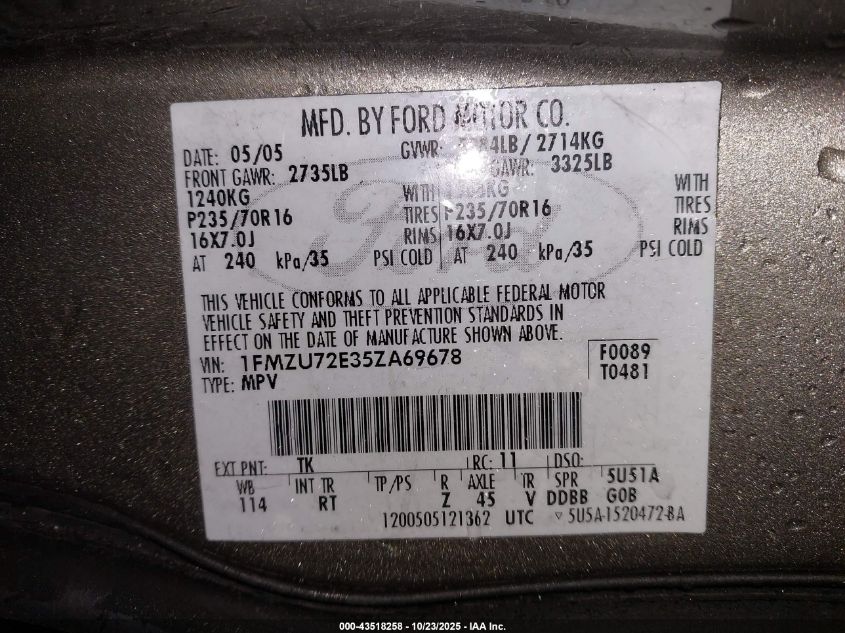 MFD. BY FORD MOTOR CO.
DATE: 05/05 GVWR: LB/ 2714KG
FRONT GAWR: 2735LB GAWR: 3325LB
1240KG WITH WITH
P235/70R16 TIRES P235/70R16 TIRES
16X7.0J RIMS 16X7.0J RIMS
AT 240 kPa/35 PSI COLD AT 240 kPa/35 PSI COLD
Ford
THIS VEHICLE CONFORMS TO ALL APPLICABLE FEDERAL MOTOR
VEHICLE SAFETY AND THEFT PREVENTION STANDARDS IN
EFFECT ON THE DATE OF MANUFACTURE SHOWN ABOVE.
VIN: 1FMZU72E35ZA69678 F0089
TYPE: MPV T0481
EXT PNT: TK RC: 11 DSO:
WB INT TR TP/PS R AXLE TR SPR 5U51A
114 RT Z 45 V DDBB GOB
1200505121362 UTC ▽ 5U5A-1520472-BA
000-43518258 - 10/23/2025 - IAA Inc.